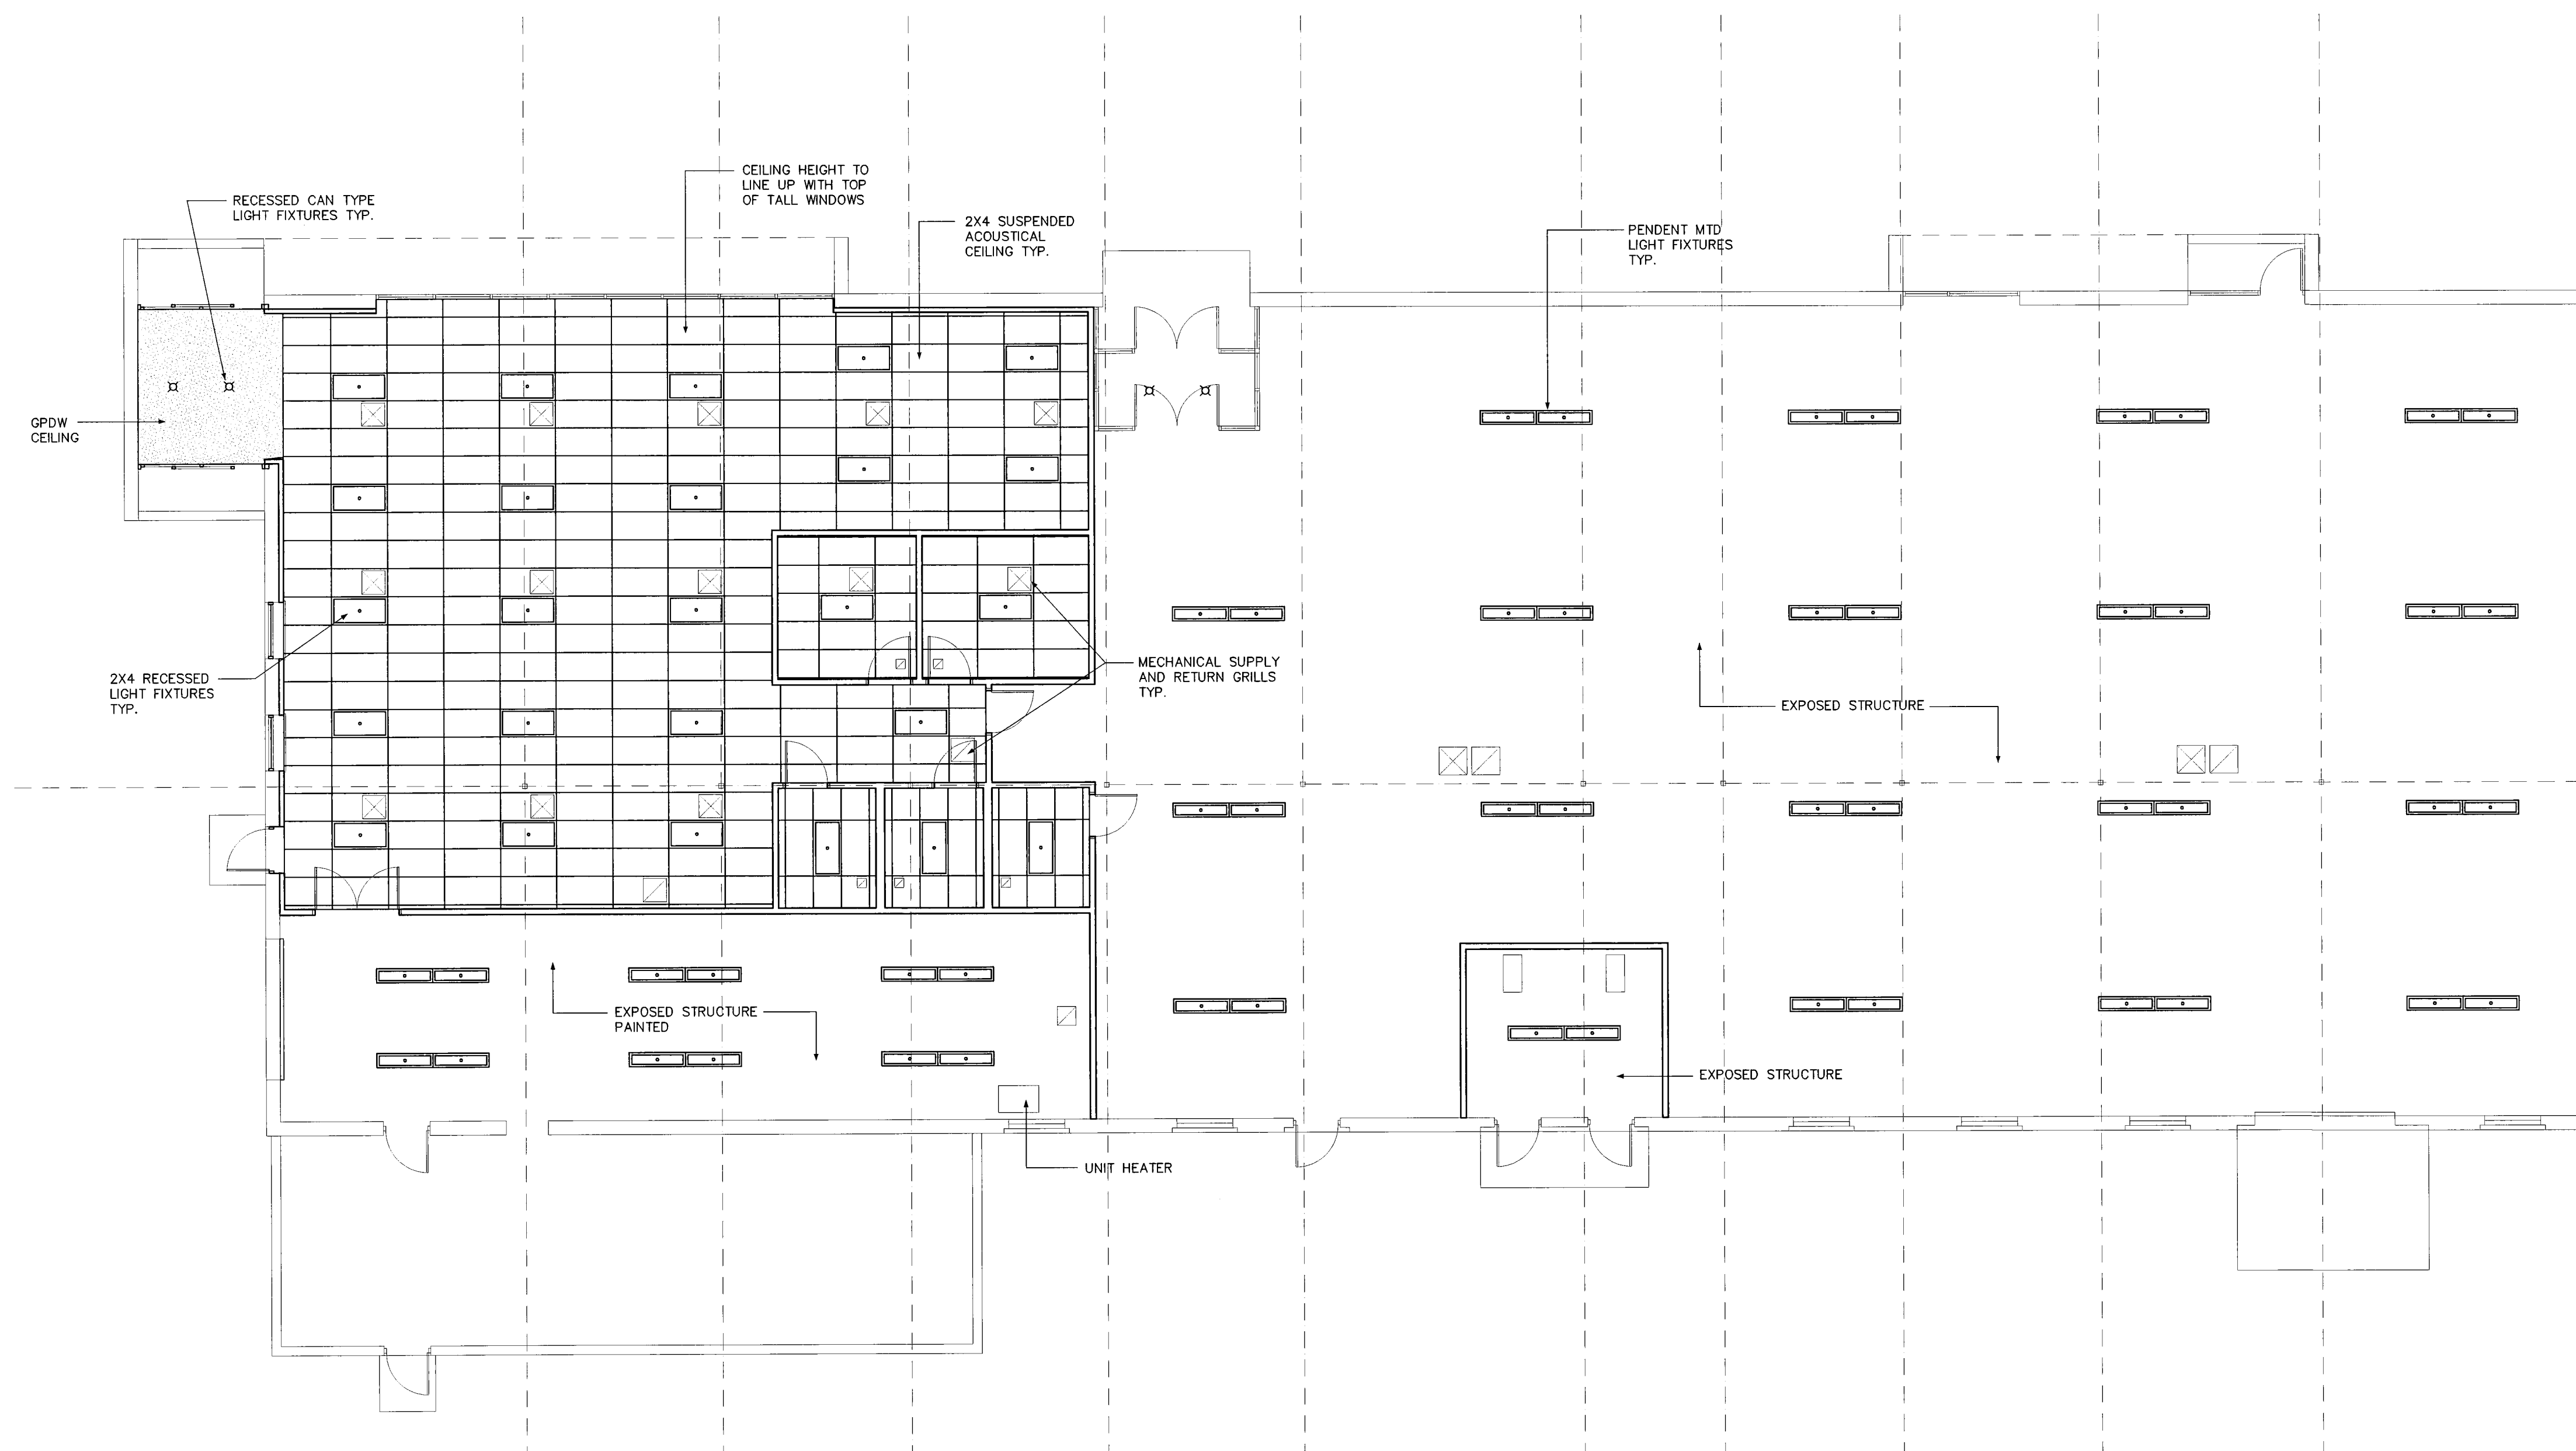 CEILING HEIGHT TO
LINE UP WITH TOP
OF TALL WINDOWS
RECESSED CAN TYPE
LIGHT FIXTURES TYP.
2X4 SUSPENDED
ACOUSTICAL
CEILING TYP.
PENDENT MTD
LIGHT FIXTURES
TYP.
GPDW
CEILING
2X4 RECESSED
LIGHT FIXTURES
TYP.
MECHANICAL SUPPLY
AND RETURN GRILLS
TYP.
EXPOSED STRUCTURE
EXPOSED STRUCTURE
PAINTED
EXPOSED STRUCTURE
UNIT HEATER